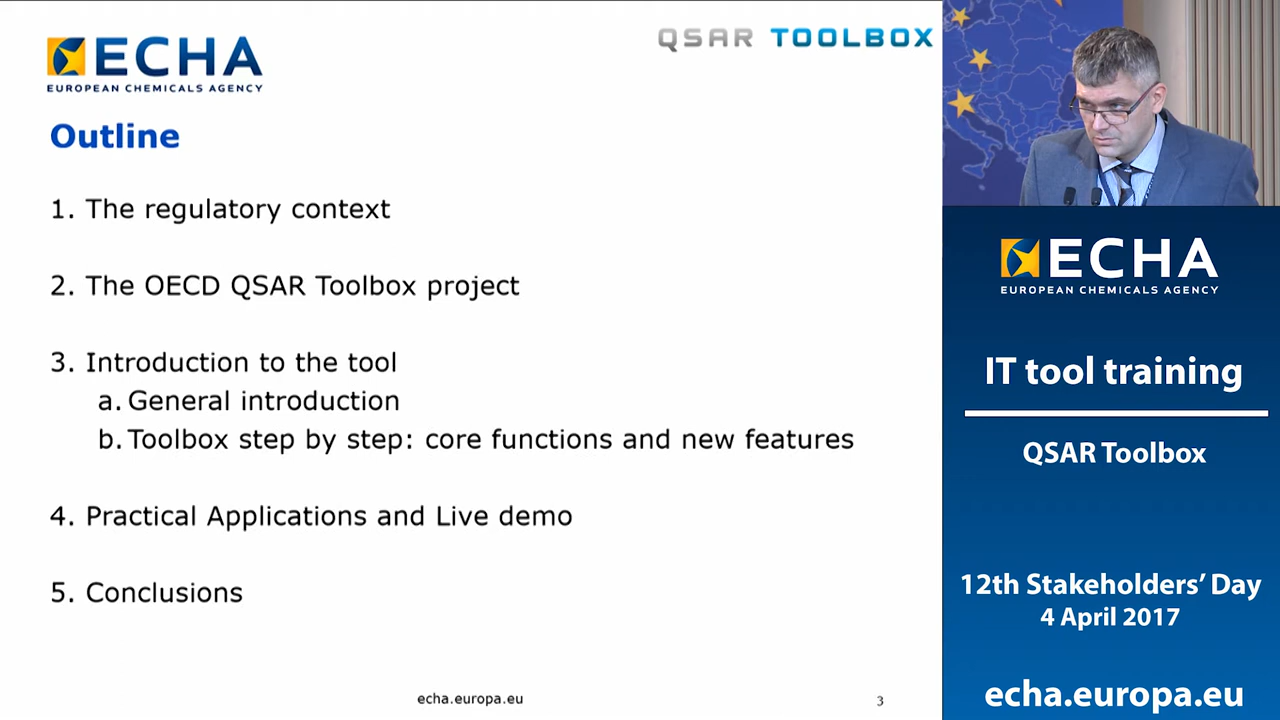 ECHA
EUROPEAN CHEMICALS AGENCY
QSAR TOOLBOX
Outline
1. The regulatory context
2. The OECD QSAR Toolbox project
3. Introduction to the tool
a. General introduction
b. Toolbox step by step: core functions and new features
4. Practical Applications and Live demo
5. Conclusions
echa.europa.eu
3
ECHA
EUROPEAN CHEMICALS AGENCY
IT tool training
QSAR Toolbox
12th Stakeholders’ Day
4 April 2017
echa.europa.eu